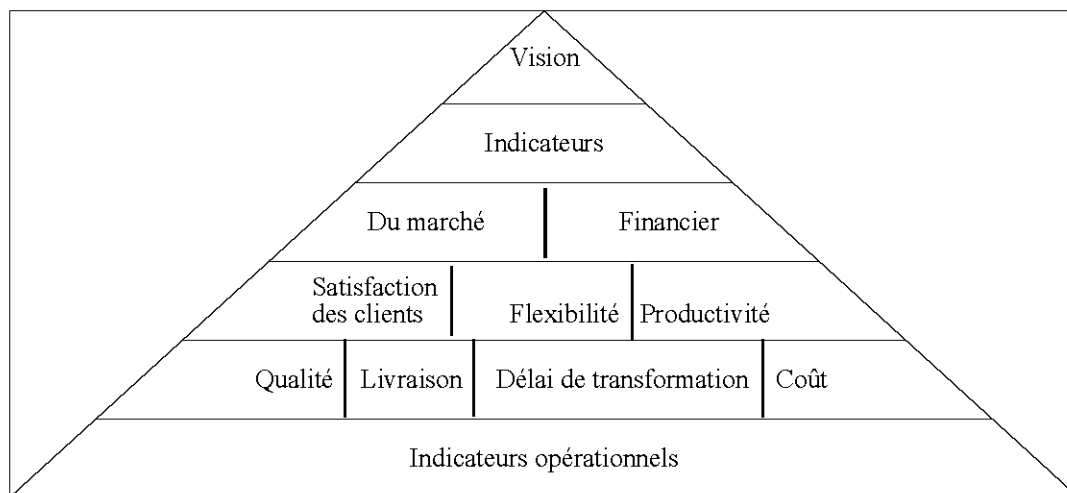 Vision
Indicateurs
Du marché
Financier
Satisfaction
des clients
Flexibilité
Productivité
Qualité
Livraison
Délai de transformation
Coût
Indicateurs opérationnels